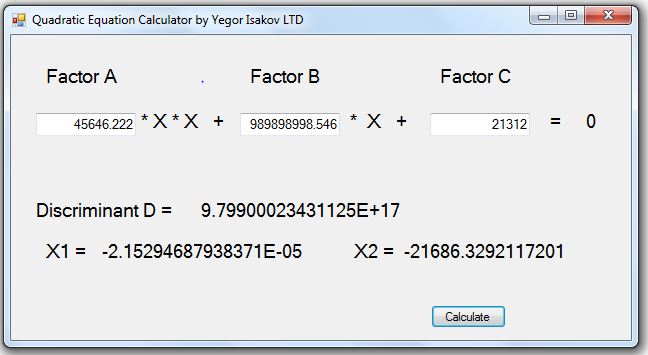 Quadratic Equation Calculator by Yegor Isakov LTD
Factor A . Factor B Factor C
45646.222 * X * X + 989898998.546 * X + 21312 = 0
Discriminant D = 9.79900023431125E+17
X1 = -2.15294687938371E-05 X2 = -21686.3292117201
Calculate